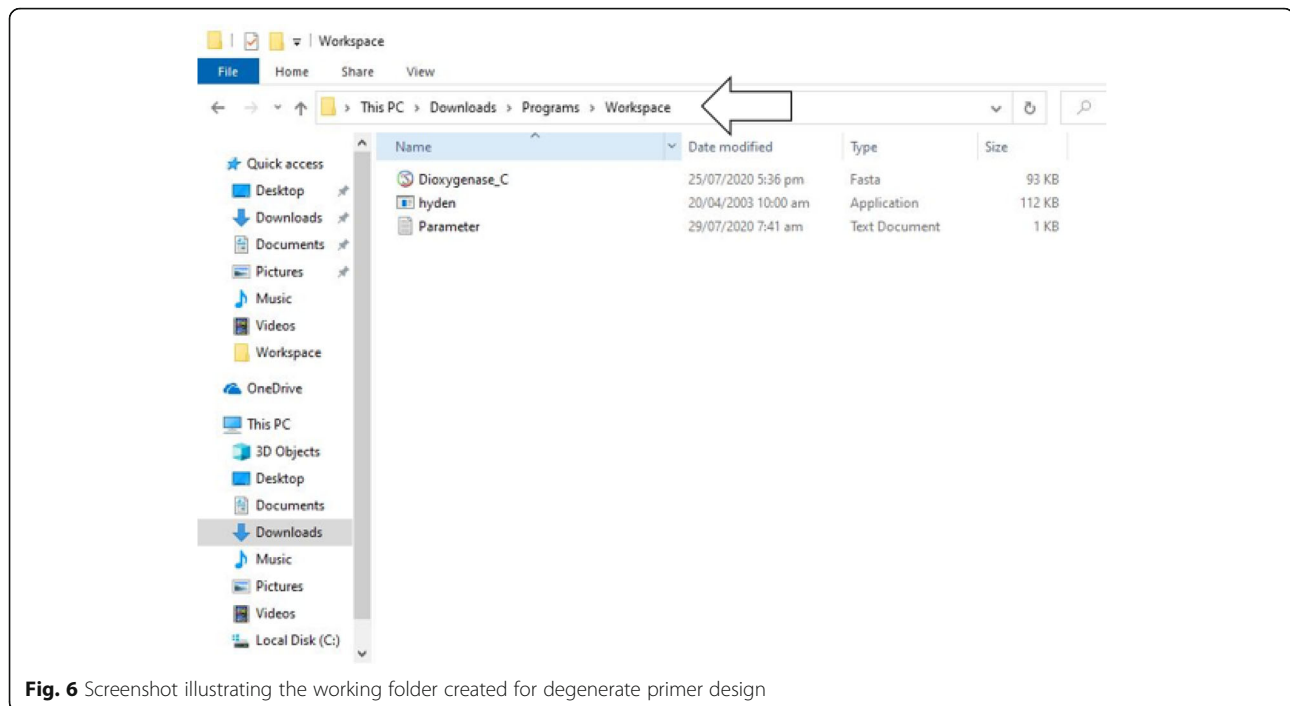 Workspace
File Home Share View
This PC > Downloads > Programs > Workspace
Name Date modified Type Size
Quick access
Desktop
Downloads
Documents
Pictures
Music
Videos
Workspace
OneDrive
This PC
3D Objects
Desktop
Documents
Downloads
Music
Pictures
Videos
Local Disk (C:)
Dioxygenase_C 25/07/2020 5:36 pm Fasta 93 KB
hyden 20/04/2003 10:00 am Application 112 KB
Parameter 29/07/2020 7:41 am Text Document 1 KB
Fig. 6 Screenshot illustrating the working folder created for degenerate primer design